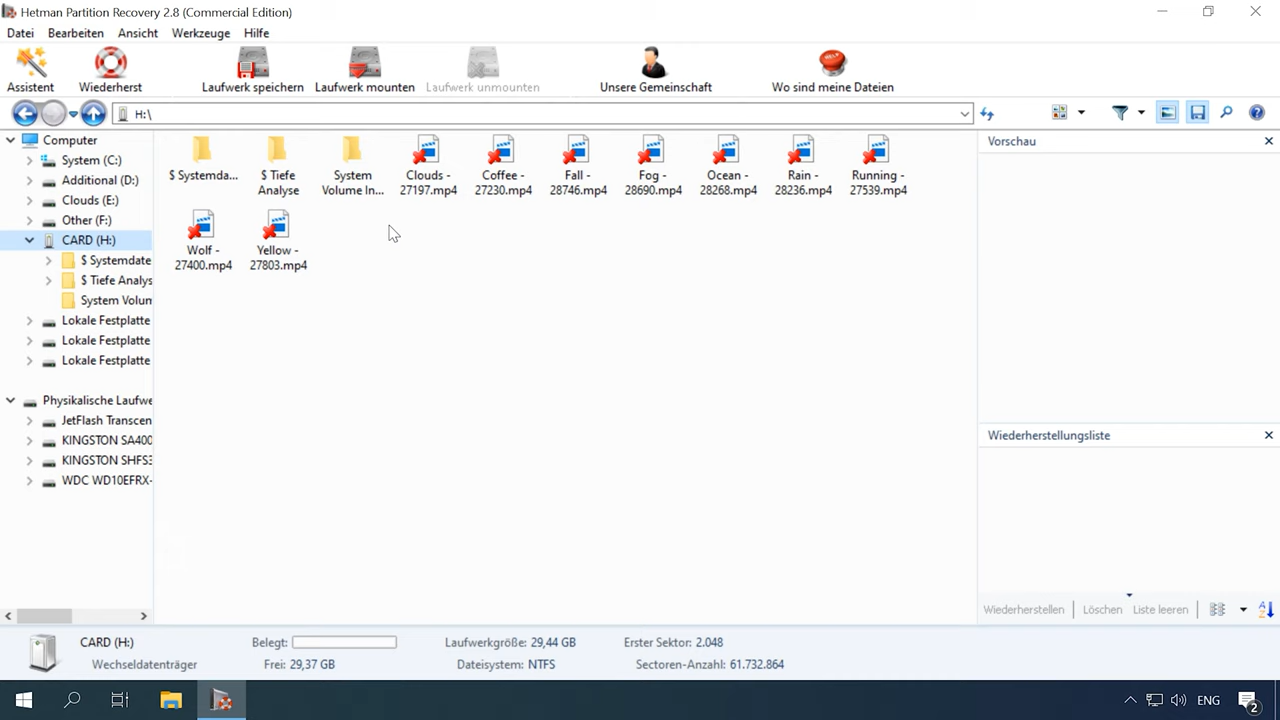 Hetman Partition Recovery 2.8 (Commercial Edition)
Datei Bearbeiten Ansicht Werkzeuge Hilfe
Assistent Wiederherst Laufwerk speichern Laufwerk mounten Laufwerk unmounten Unsere Gemeinschaft Wo sind meine Dateien
H:\
Computer
System (C:)
Additional (D:)
Clouds (E:)
Other (F:)
CARD (H:)
$ Systemdate
$ Tiefe Analys
System Volum
Lokale Festplatte
Lokale Festplatte
Lokale Festplatte
Physikalische Laufwe
JetFlash Transcen
KINGSTON SA400
KINGSTON SHFS3
WDC WD10EFRX-
$ Systemda...
$ Tiefe
Analyse
System
Volume In...
Clouds -
27197.mp4
Coffee -
27230.mp4
Fall -
28746.mp4
Fog -
28690.mp4
Ocean -
28268.mp4
Rain -
28236.mp4
Running -
27539.mp4
Wolf -
27400.mp4
Yellow -
27803.mp4
Vorschau
Wiederherstellungsliste
Wiederherstellen Löschen Liste leeren
CARD (H:)
Wechseldatenträger
Belegt:
Frei: 29,37 GB
Laufwerkgröße: 29,44 GB
Dateisystem: NTFS
Erster Sektor: 2.048
Sectoren-Anzahl: 61.732.864
ENG
2